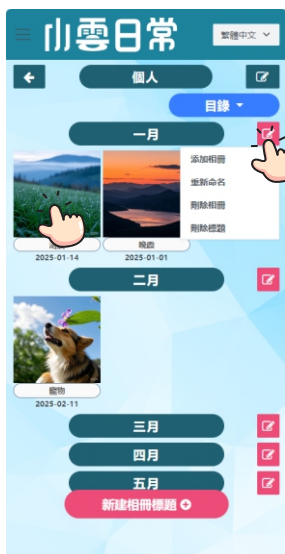 小雲日常
繁體中文
個人
目錄
一月
添加相冊
重新命名
刪除相冊
刪除標題
晚霞
2025-01-14
2025-01-01
二月
寵物
2025-02-11
三月
四月
五月
新建相冊標題